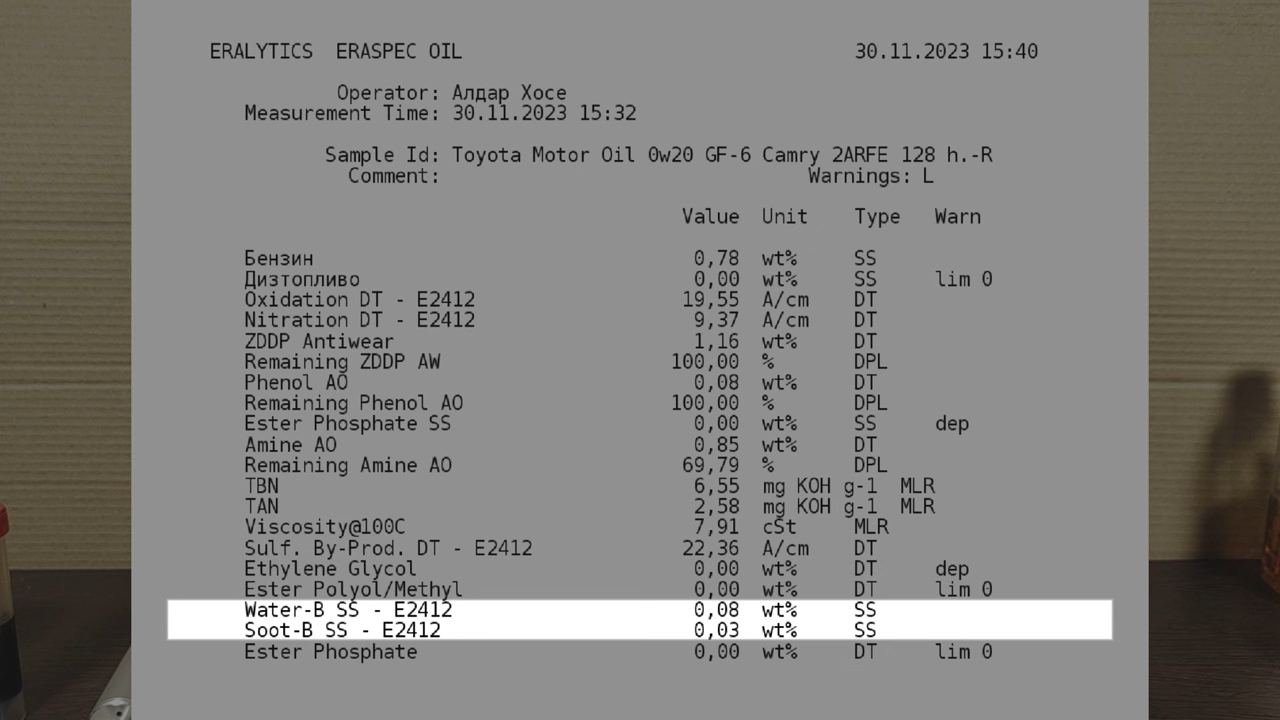 ERALYTICS ERASPEC OIL 30.11.2023 15:40
Operator: Алдар Хосе
Measurement Time: 30.11.2023 15:32
Sample Id: Toyota Motor Oil 0w20 GF-6 Camry 2ARFE 128 h.-R
Comment: Warnings: L
Value Unit Type Warn
Бензин 0,78 wt% SS
Дизтопливо 0,00 wt% SS lim 0
Oxidation DT - E2412 19,55 A/cm DT
Nitration DT - E2412 9,37 A/cm DT
ZDDP Antiwear 1,16 wt% DT
Remaining ZDDP AW 100,00 % DPL
Phenol AO 0,08 wt% DT
Remaining Phenol AO 100,00 % DPL
Ester Phosphate SS 0,00 wt% SS dep
Amine AO 0,85 wt% DT
Remaining Amine AO 69,79 % DPL
TBN 6,55 mg KOH g-1 MLR
TAN 2,58 mg KOH g-1 MLR
Viscosity@100C 7,91 cSt MLR
Sulf. By-Prod. DT - E2412 22,36 A/cm DT
Ethylene Glycol 0,00 wt% DT dep
Ester Polyol/Methyl 0,00 wt% DT lim 0
Water-B SS - E2412 0,08 wt% SS
Soot-B SS - E2412 0,03 wt% SS
Ester Phosphate 0,00 wt% DT lim 0